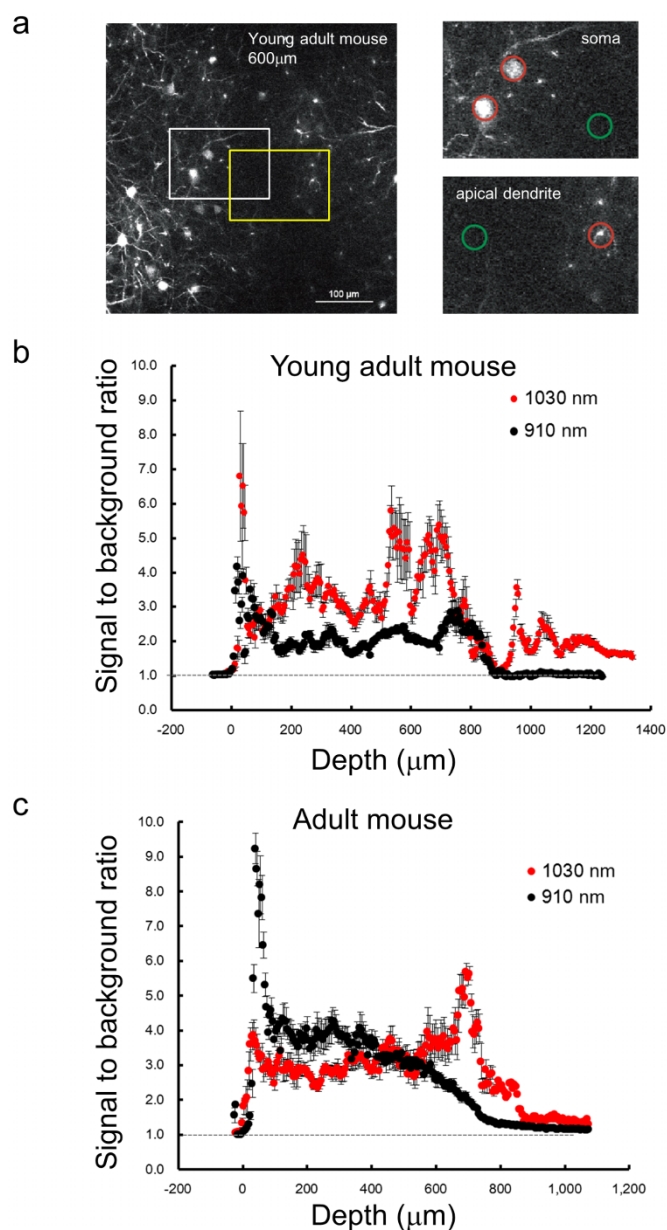 a
Young adult mouse
600μm
100 μm
soma
apical dendrite
b
Young adult mouse
Signal to background ratio
10.0
9.0
8.0
7.0
6.0
5.0
4.0
3.0
2.0
1.0
0.0
1030 nm
910 nm
-200 0 200 400 600 800 1000 1200 1400
Depth (μm)
c
Adult mouse
Signal to background ratio
10.0
9.0
8.0
7.0
6.0
5.0
4.0
3.0
2.0
1.0
0.0
1030 nm
910 nm
-200 0 200 400 600 800 1,000 1,200
Depth (μm)